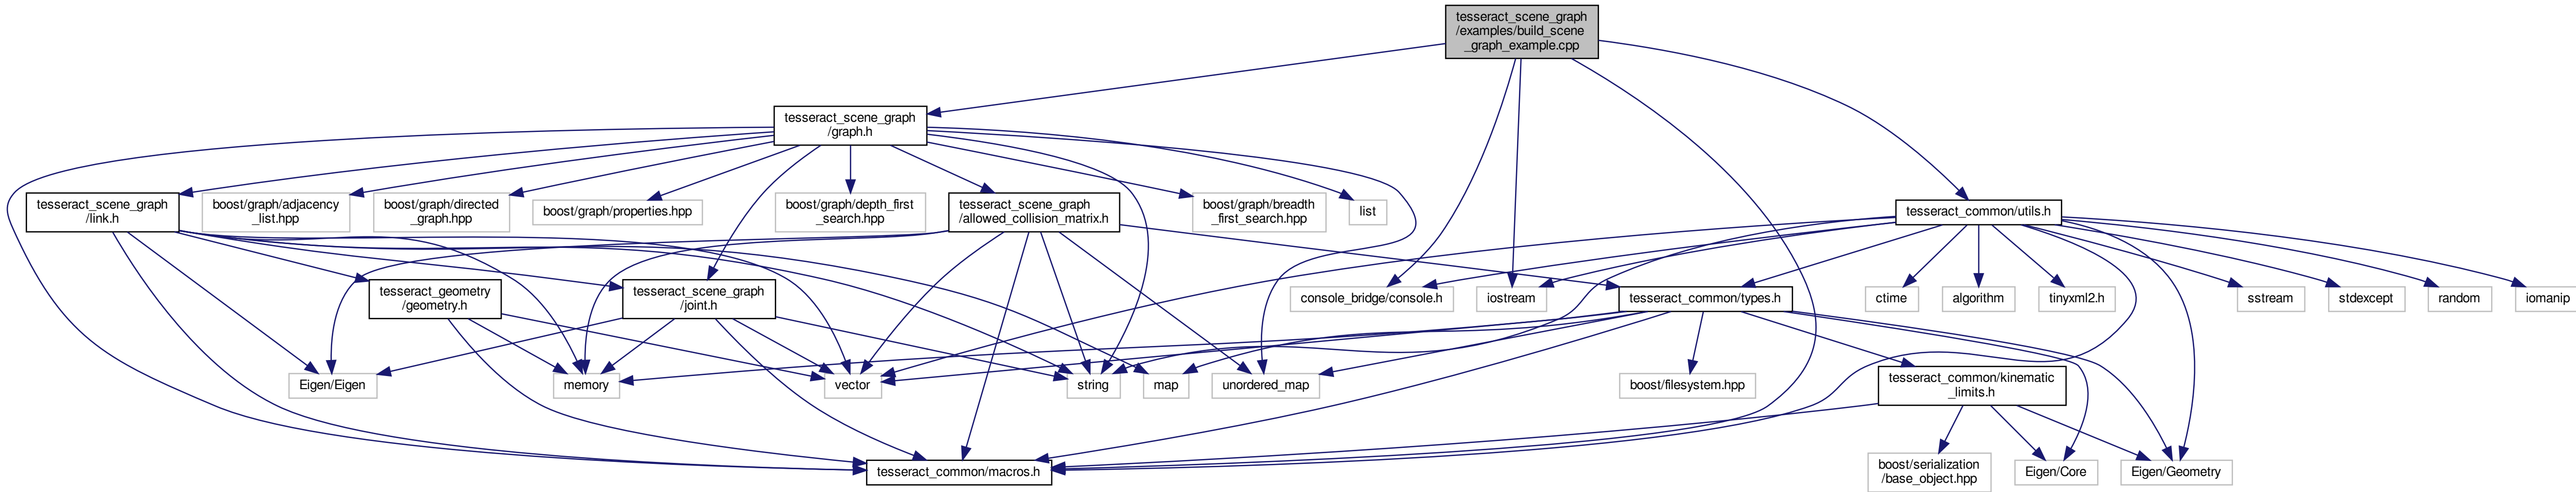 tesseract_scene_graph
/examples/build_scene
_graph_example.cpp
tesseract_scene_graph
/graph.h
tesseract_scene_graph
/link.h
boost/graph/adjacency
_list.hpp
boost/graph/directed
_graph.hpp
boost/graph/properties.hpp
boost/graph/depth_first
_search.hpp
tesseract_scene_graph
/allowed_collision_matrix.h
boost/graph/breadth
_first_search.hpp
list
tesseract_common/utils.h
tesseract_geometry
/geometry.h
tesseract_scene_graph
/joint.h
console_bridge/console.h
iostream
tesseract_common/types.h
ctime
algorithm
tinyxml2.h
sstream
stdexcept
random
iomanip
Eigen/Eigen
memory
vector
string
map
unordered_map
boost/filesystem.hpp
tesseract_common/kinematic
_limits.h
tesseract_common/macros.h
boost/serialization
/base_object.hpp
Eigen/Core
Eigen/Geometry